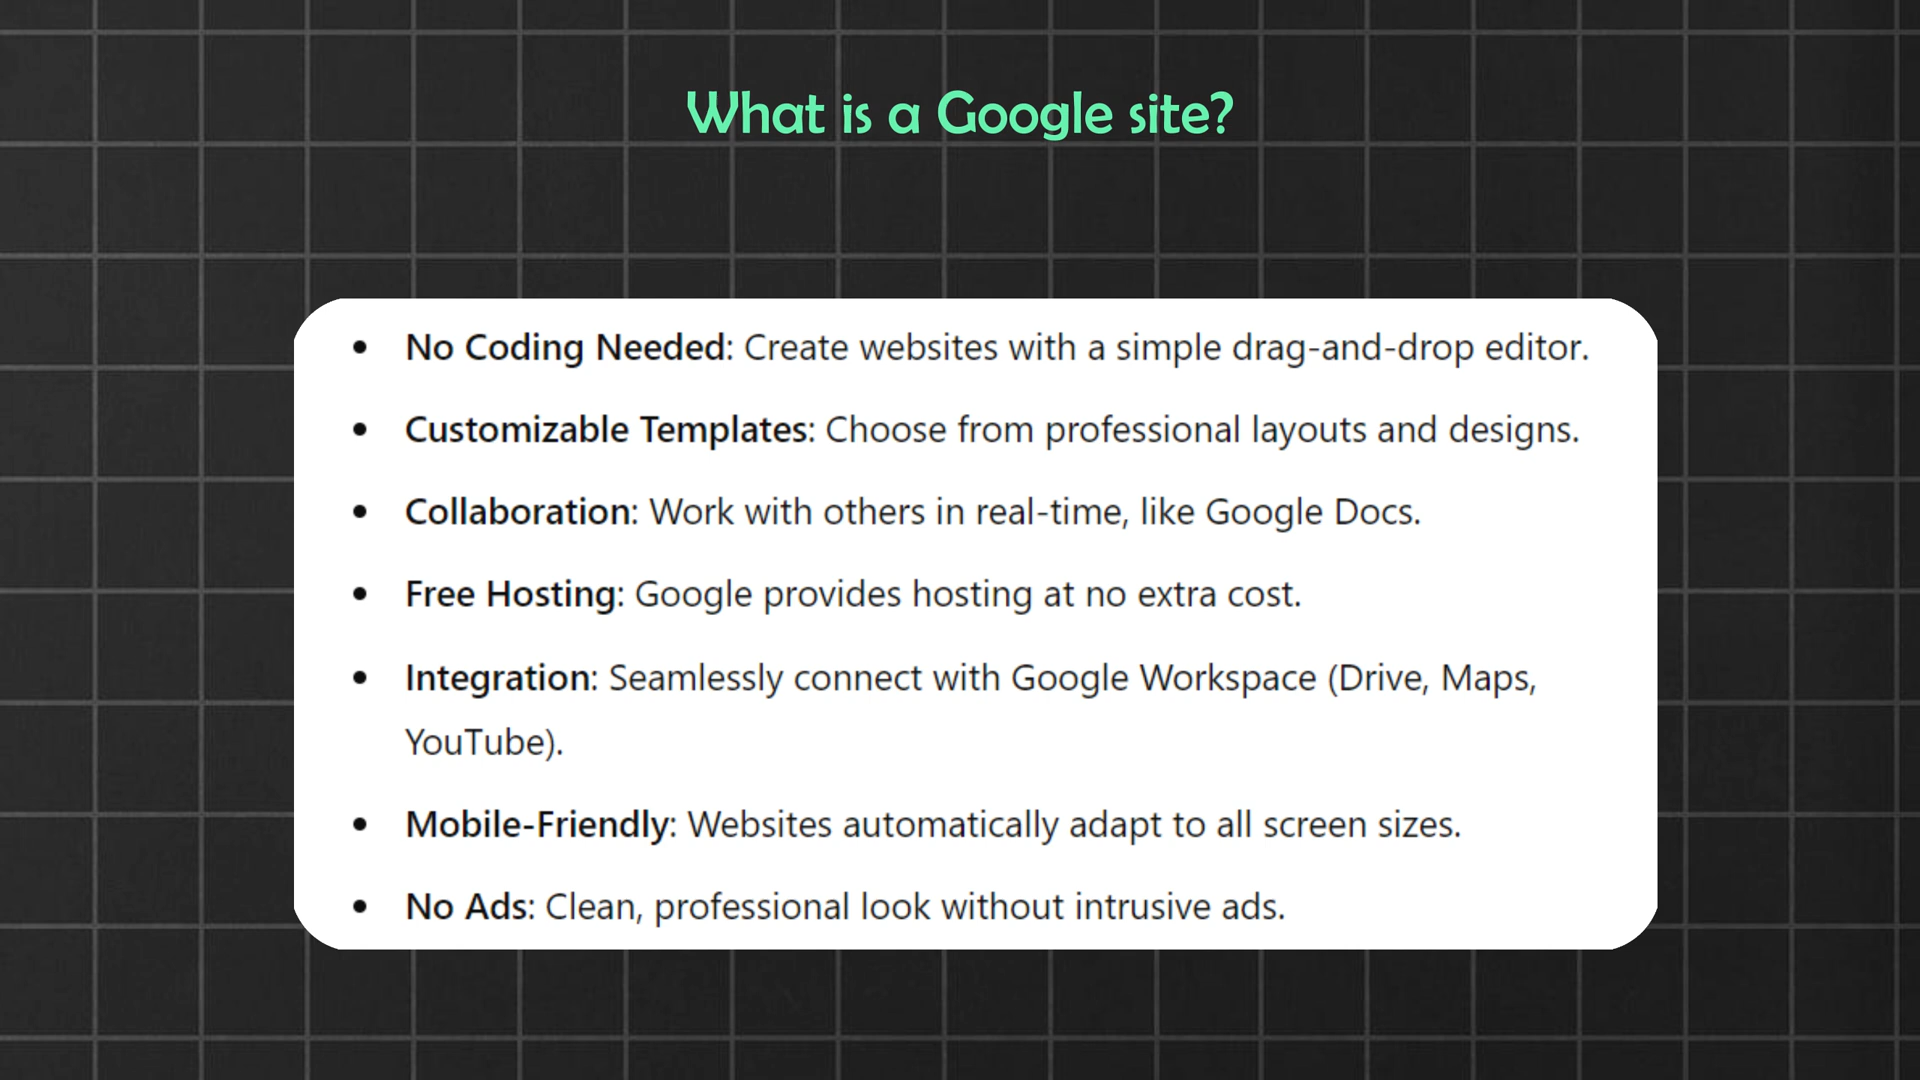 What is a Google site?
• No Coding Needed: Create websites with a simple drag-and-drop editor.
• Customizable Templates: Choose from professional layouts and designs.
• Collaboration: Work with others in real-time, like Google Docs.
• Free Hosting: Google provides hosting at no extra cost.
• Integration: Seamlessly connect with Google Workspace (Drive, Maps,
YouTube).
• Mobile-Friendly: Websites automatically adapt to all screen sizes.
• No Ads: Clean, professional look without intrusive ads.